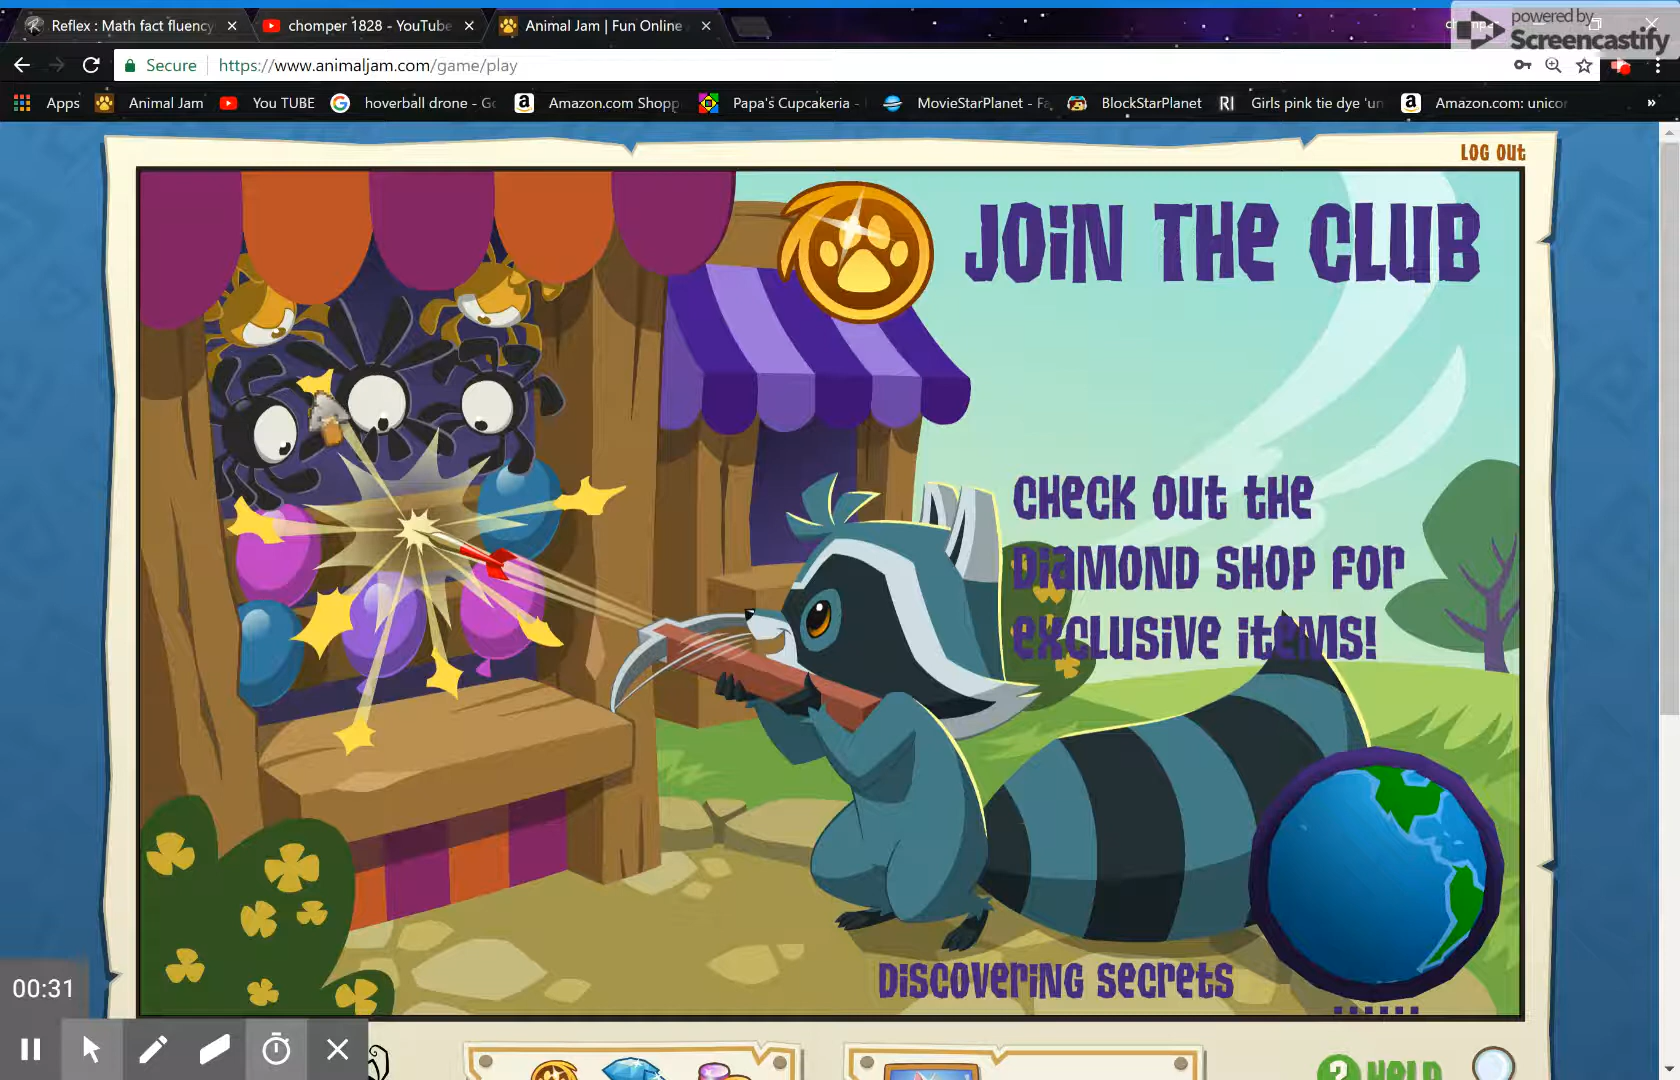 Reflex : Math fact fluency
chomper 1828 - YouTube
Animal Jam | Fun Online
powered by
Screencastify
Secure
https://www.animaljam.com/game/play
Apps
Animal Jam
You TUBE
hoverball drone - Go
Amazon.com Shopp
Papa's Cupcakeria -
MovieStarPlanet - Fa
BlockStarPlanet
RI
Girls pink tie dye 'un
Amazon.com: unicor
»
LOG OUT
JOIN THE CLUB
CHECK OUT THE
DIAMOND SHOP FOR
EXCLUSIVE ITEMS!
DISCOVERING SECRETS
......
00:31
? HELP